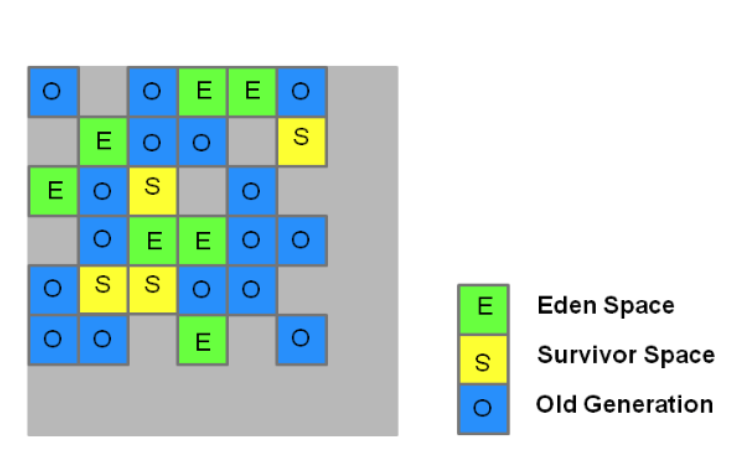 O O E E O
E O O S
E O S O
O E E O O
O S S O O
O O E O
E Eden Space
S Survivor Space
O Old Generation